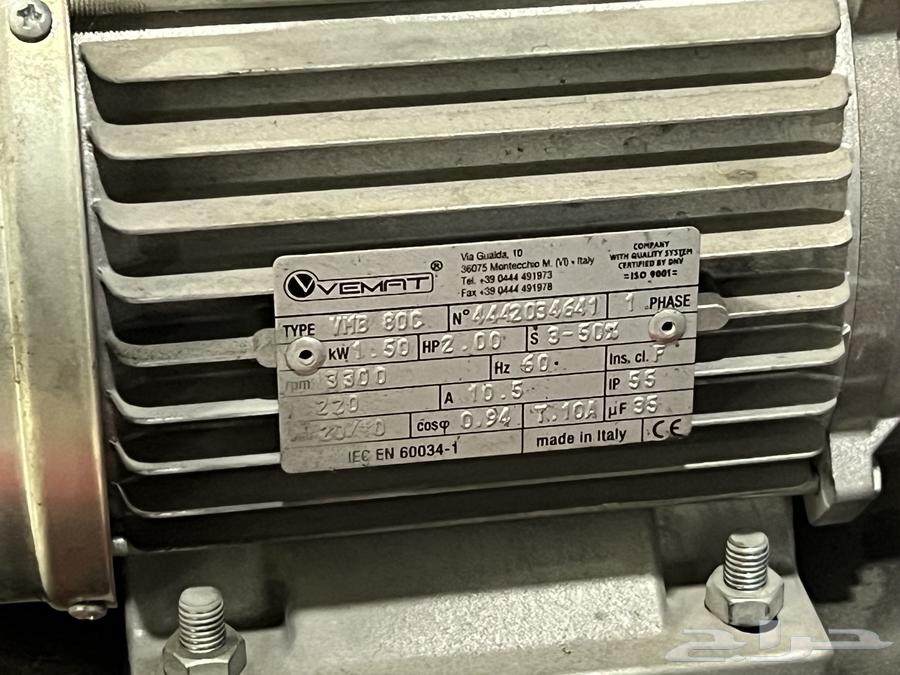 VEMAT®
Via Gualda, 10
36075 Montecchio M. (VI) - Italy
Tel. +39 0444 491973
Fax +39 0444 491978
COMPANY
WITH QUALITY SYSTEM
CERTIFIED BY DNV
=ISO 9001=
TYPE VMB 80C N° 4442034641 1 PHASE
kW 1.50 HP 2.00 S 3-50%
rpm 3300 Hz 60 Ins. cl. F
220 A 10.5 IP 55
cosφ 0.94 T.10A µF 35
IEC EN 60034-1 made in Italy CE
حراج